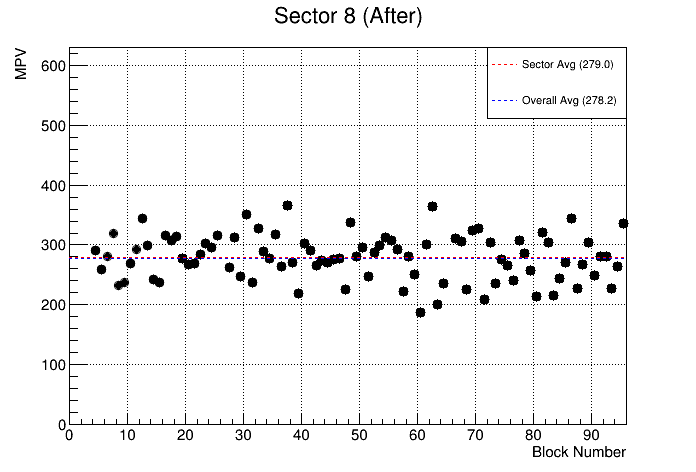 Sector 8 (After)
MPV
600
500
400
300
200
100
0
Sector Avg (279.0)
Overall Avg (278.2)
0 10 20 30 40 50 60 70 80 90
Block Number